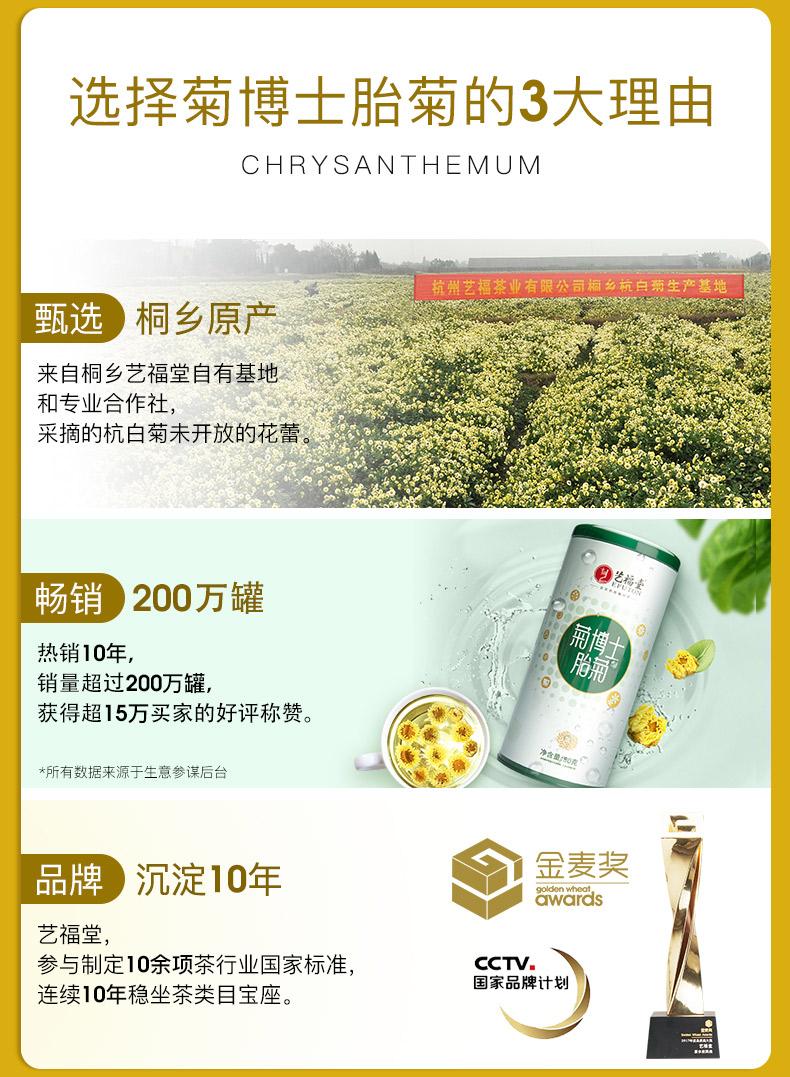 选择菊博士胎菊的3大理由
CHRYSANTHEMUM
杭州艺福茶业有限公司桐乡杭白菊生产基地
甄选 桐乡原产
来自桐乡艺福堂自有基地
和专业合作社,
采摘的杭白菊未开放的花蕾。
畅销 200万罐
热销10年,
销量超过200万罐,
获得超15万买家的好评称赞。
*所有数据来源于生意参谋后台
艺福堂
EFUTON
菊博士
胎菊
品牌 沉淀10年
艺福堂,
参与制定10余项茶行业国家标准,
连续10年稳坐茶类目宝座。
金麦奖
golden wheat
awards
CCTV.
国家品牌计划
金麦奖
艺福堂